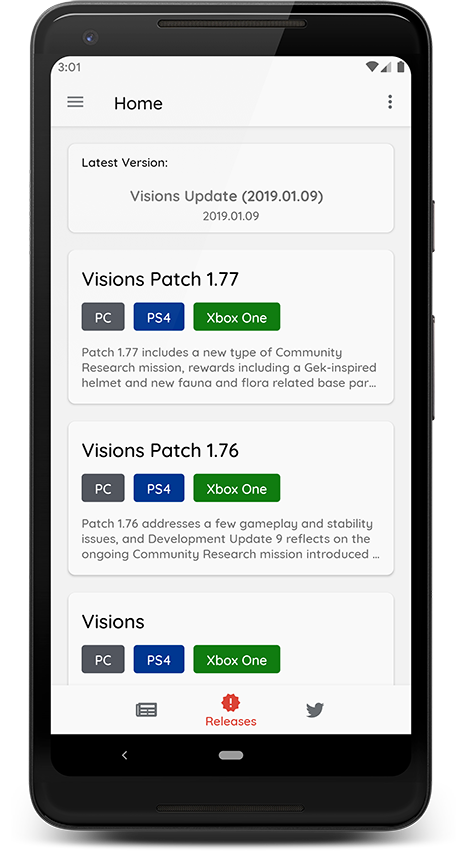 3:01
Home
Latest Version:
Visions Update (2019.01.09)
2019.01.09
Visions Patch 1.77
PC PS4 Xbox One
Patch 1.77 includes a new type of Community
Research mission, rewards including a Gek-inspired
helmet and new fauna and flora related base par...
Visions Patch 1.76
PC PS4 Xbox One
Patch 1.76 addresses a few gameplay and stability
issues, and Development Update 9 reflects on the
ongoing Community Research mission introduced ...
Visions
PC PS4 Xbox One
Releases